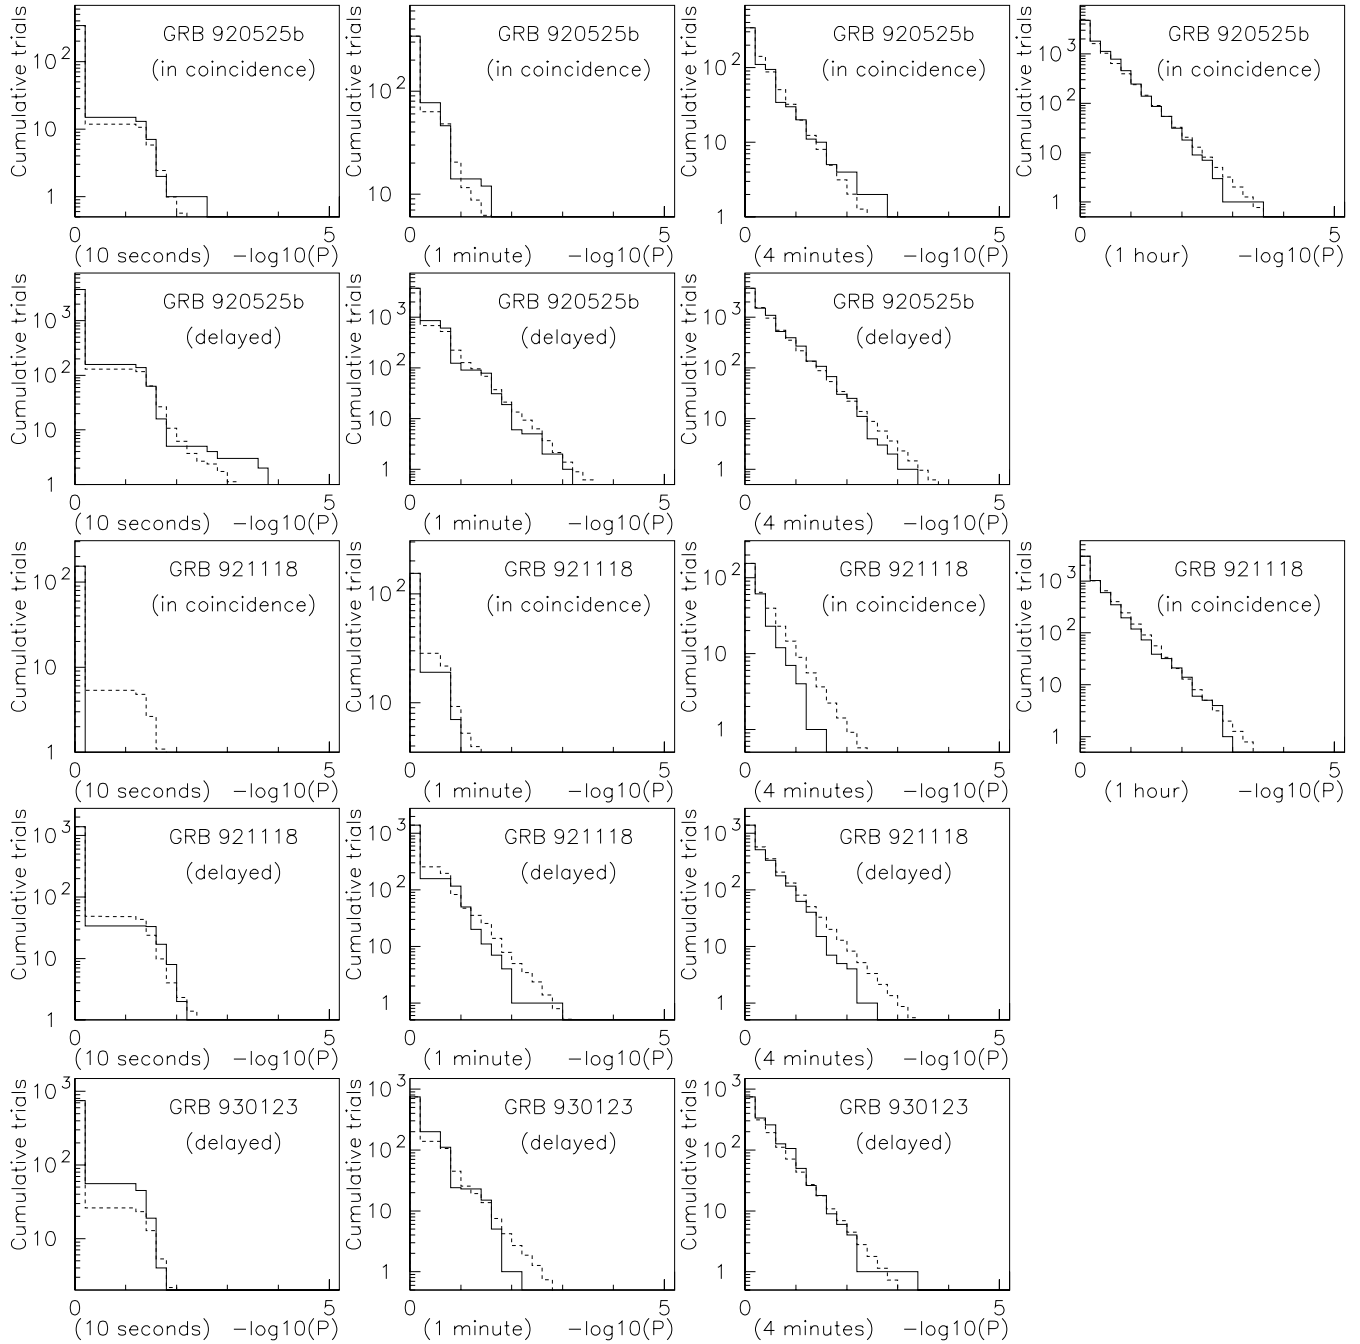 Cumulative trials
GRB 920525b
(in coincidence)
10^2
10
1
0
5
(10 seconds) −log10(P)
Cumulative trials
GRB 920525b
(in coincidence)
10^2
10
0
5
(1 minute) −log10(P)
Cumulative trials
GRB 920525b
(in coincidence)
10^2
10
1
0
5
(4 minutes) −log10(P)
Cumulative trials
GRB 920525b
(in coincidence)
10^3
10^2
10
1
0
5
(1 hour) −log10(P)
Cumulative trials
GRB 920525b
(delayed)
10^3
10^2
10
1
0
5
(10 seconds) −log10(P)
Cumulative trials
GRB 920525b
(delayed)
10^3
10^2
10
1
0
5
(1 minute) −log10(P)
Cumulative trials
GRB 920525b
(delayed)
10^3
10^2
10
1
0
5
(4 minutes) −log10(P)
Cumulative trials
GRB 921118
(in coincidence)
10^2
10
1
0
5
(10 seconds) −log10(P)
Cumulative trials
GRB 921118
(in coincidence)
10^2
10
0
5
(1 minute) −log10(P)
Cumulative trials
GRB 921118
(in coincidence)
10^2
10
1
0
5
(4 minutes) −log10(P)
Cumulative trials
GRB 921118
(in coincidence)
10^3
10^2
10
1
0
5
(1 hour) −log10(P)
Cumulative trials
GRB 921118
(delayed)
10^3
10^2
10
1
0
5
(10 seconds) −log10(P)
Cumulative trials
GRB 921118
(delayed)
10^3
10^2
10
1
0
5
(1 minute) −log10(P)
Cumulative trials
GRB 921118
(delayed)
10^3
10^2
10
1
0
5
(4 minutes) −log10(P)
Cumulative trials
GRB 930123
(delayed)
10^3
10^2
10
0
5
(10 seconds) −log10(P)
Cumulative trials
GRB 930123
(delayed)
10^3
10^2
10
1
0
5
(1 minute) −log10(P)
Cumulative trials
GRB 930123
(delayed)
10^3
10^2
10
1
0
5
(4 minutes) −log10(P)